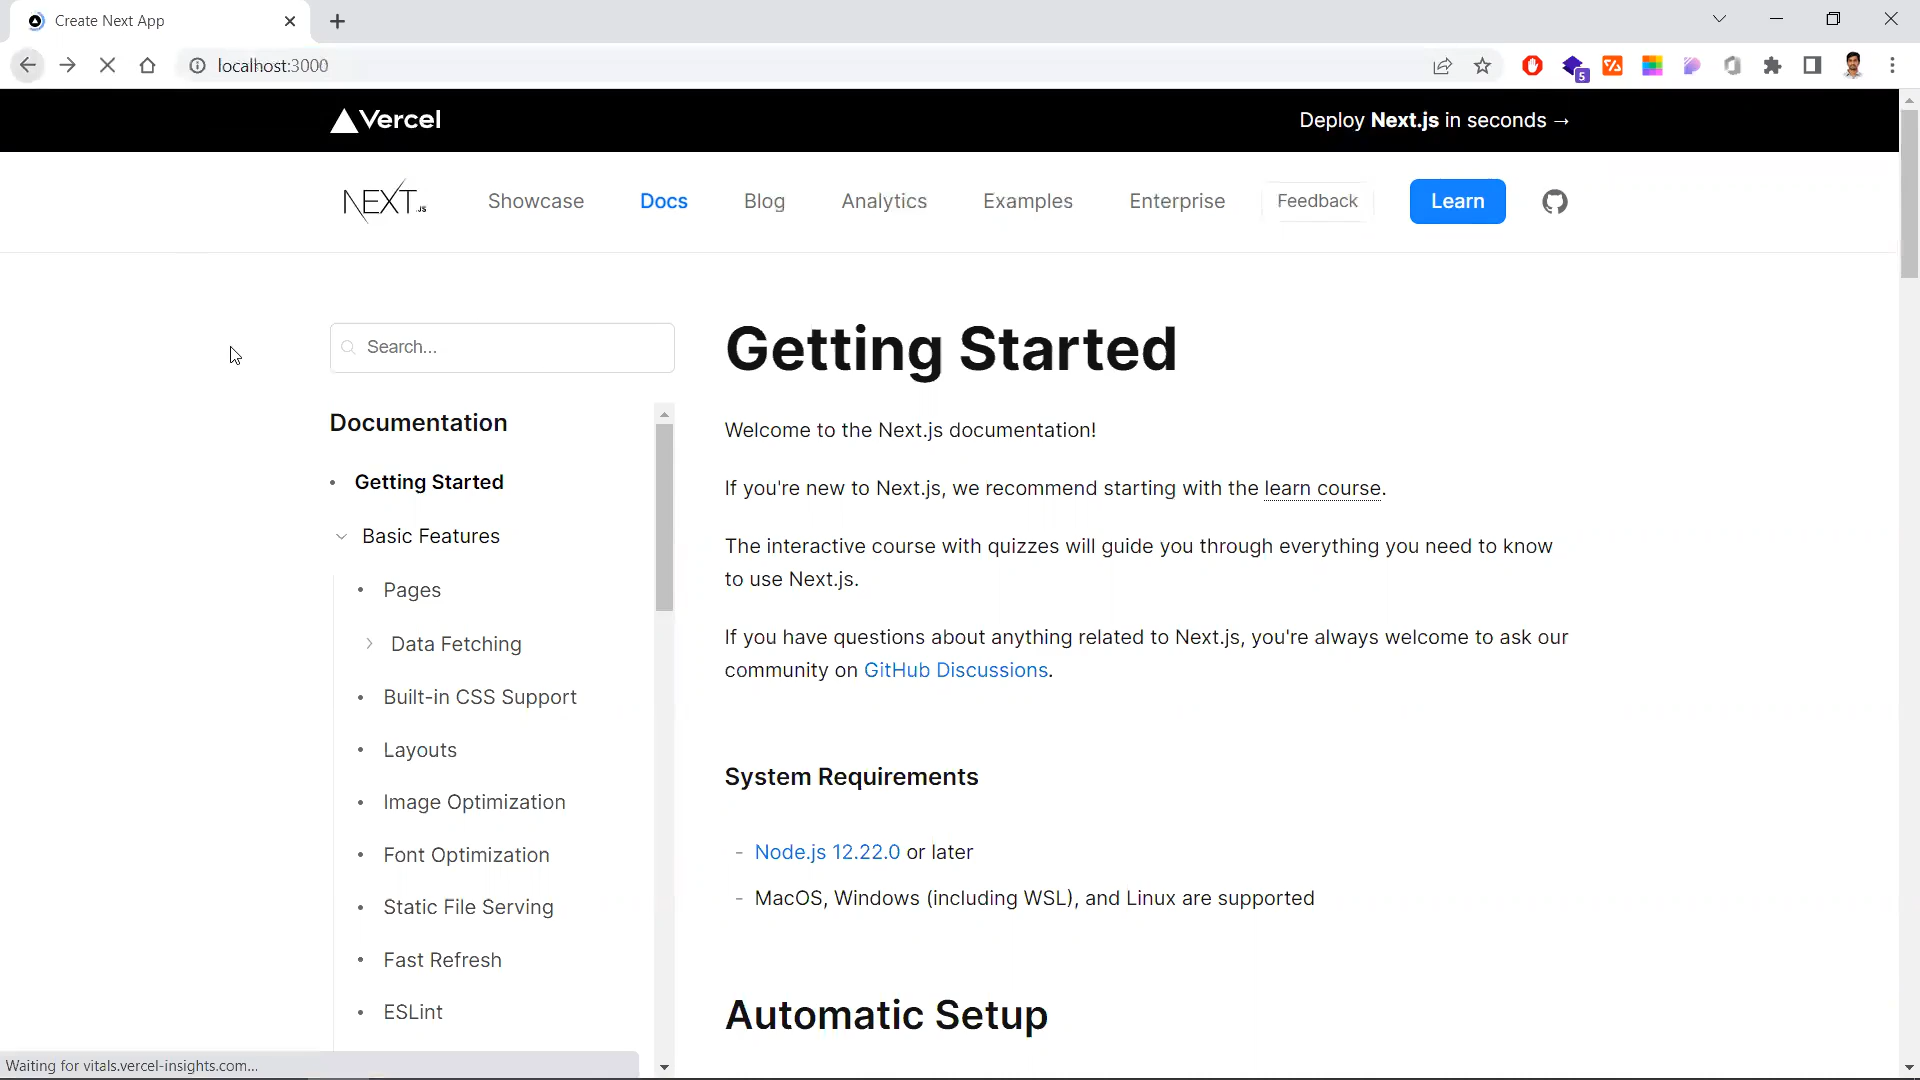 Create Next App
localhost:3000
5
Vercel
Deploy Next.js in seconds →
NEXT.JS
Showcase
Docs
Blog
Analytics
Examples
Enterprise
Feedback
Learn
Search...
Documentation
Getting Started
Basic Features
Pages
Data Fetching
Built-in CSS Support
Layouts
Image Optimization
Font Optimization
Static File Serving
Fast Refresh
ESLint
Getting Started
Welcome to the Next.js documentation!
If you're new to Next.js, we recommend starting with the learn course.
The interactive course with quizzes will guide you through everything you need to know
to use Next.js.
If you have questions about anything related to Next.js, you're always welcome to ask our
community on GitHub Discussions.
System Requirements
- Node.js 12.22.0 or later
- MacOS, Windows (including WSL), and Linux are supported
Automatic Setup
Waiting for vitals.vercel-insights.com...